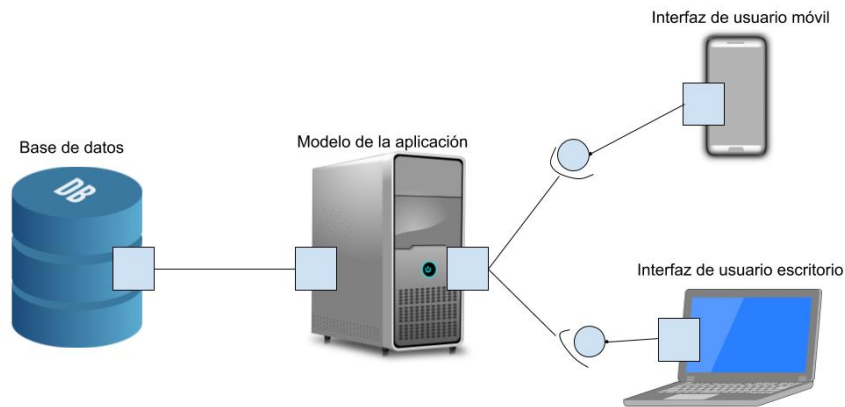 Interfaz de usuario móvil
Modelo de la aplicación
Base de datos
DB
Interfaz de usuario escritorio